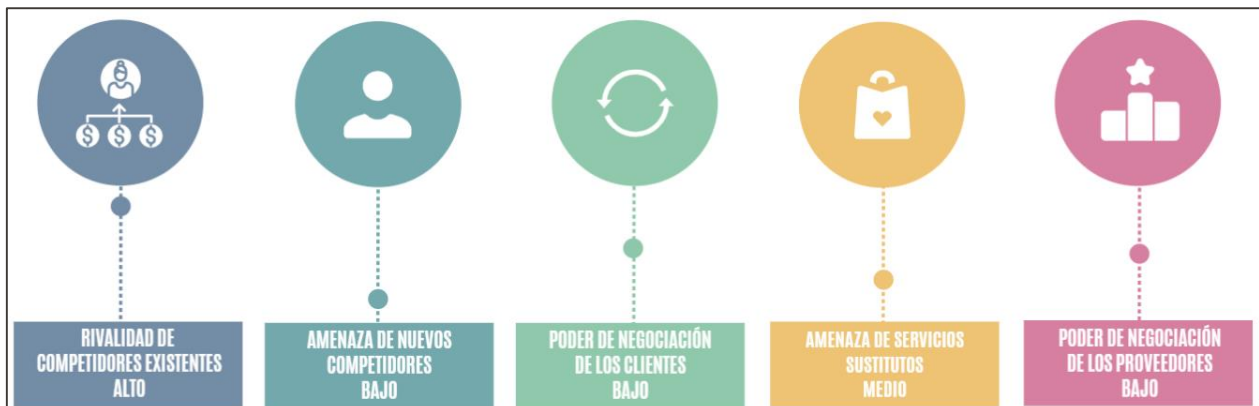 RIVALIDAD DE
COMPETIDORES EXISTENTES
ALTO
AMENAZA DE NUEVOS
COMPETIDORES
BAJO
PODER DE NEGOCIACIÓN
DE LOS CLIENTES
BAJO
AMENAZA DE SERVICIOS
SUSTITUTOS
MEDIO
PODER DE NEGOCIACIÓN
DE LOS PROVEEDORES
BAJO